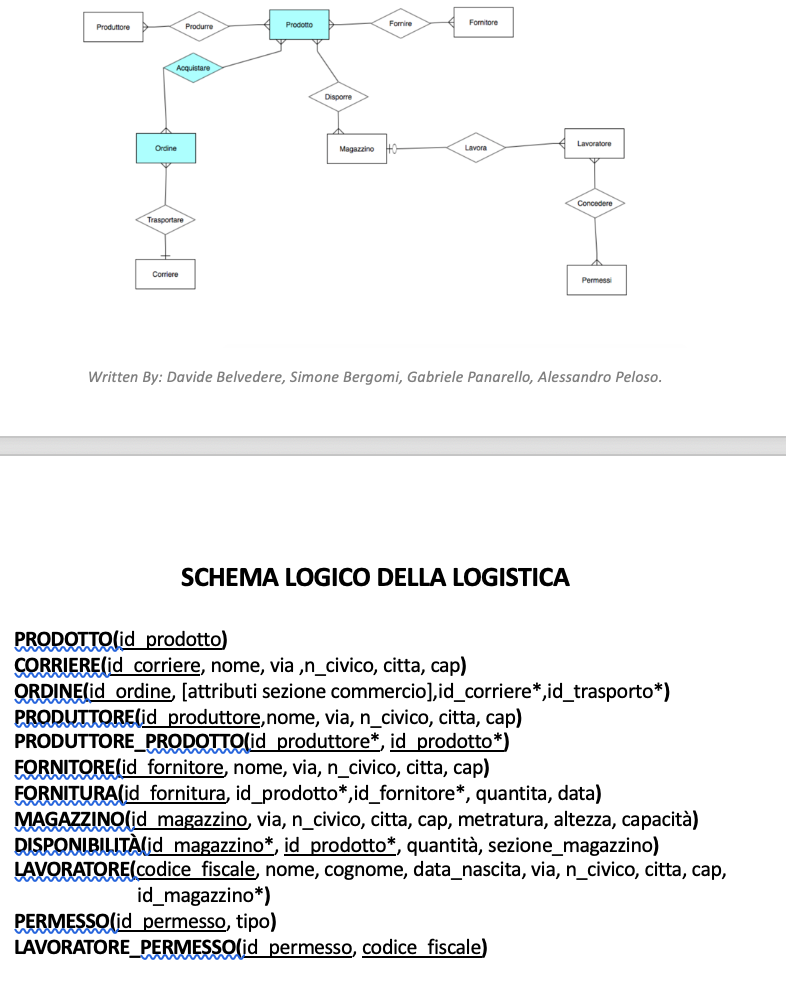 Produttore
Produrre
Prodotto
Fornire
Fornitore
Acquistare
Disporre
Ordine
Magazzino
Lavora
Lavoratore
Trasportare
Concedere
Corriere
Permessi
Written By: Davide Belvedere, Simone Bergomi, Gabriele Panarello, Alessandro Peloso.
SCHEMA LOGICO DELLA LOGISTICA
PRODOTTO(id_prodotto)
CORRIERE(id_corriere, nome, via ,n_civico, citta, cap)
ORDINE(id_ordine, [attributi sezione commercio],id_corriere*,id_trasporto*)
PRODUTTORE(id_produttore,nome, via, n_civico, citta, cap)
PRODUTTORE_PRODOTTO(id_produttore*, id_prodotto*)
FORNITORE(id_fornitore, nome, via, n_civico, citta, cap)
FORNITURA(id_fornitura, id_prodotto*,id_fornitore*, quantita, data)
MAGAZZINO(id_magazzino, via, n_civico, citta, cap, metratura, altezza, capacità)
DISPONIBILITÀ(id_magazzino*, id_prodotto*, quantità, sezione_magazzino)
LAVORATORE(codice_fiscale, nome, cognome, data_nascita, via, n_civico, citta, cap,
id_magazzino*)
PERMESSO(id_permesso, tipo)
LAVORATORE_PERMESSO(id_permesso, codice_fiscale)